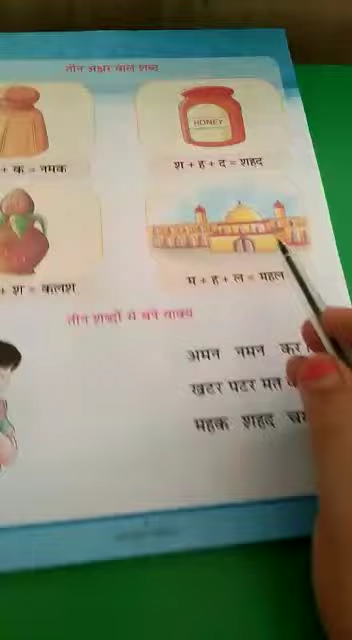 तीन अक्षर वाले शब्द
HONEY
+ क = नमक
श + ह + द = शहद
+ श = कलश
म + ह + ल = महल
तीन शब्दों से बने वाक्य
अमन नमन कर
खटर पटर मत
महक शहद